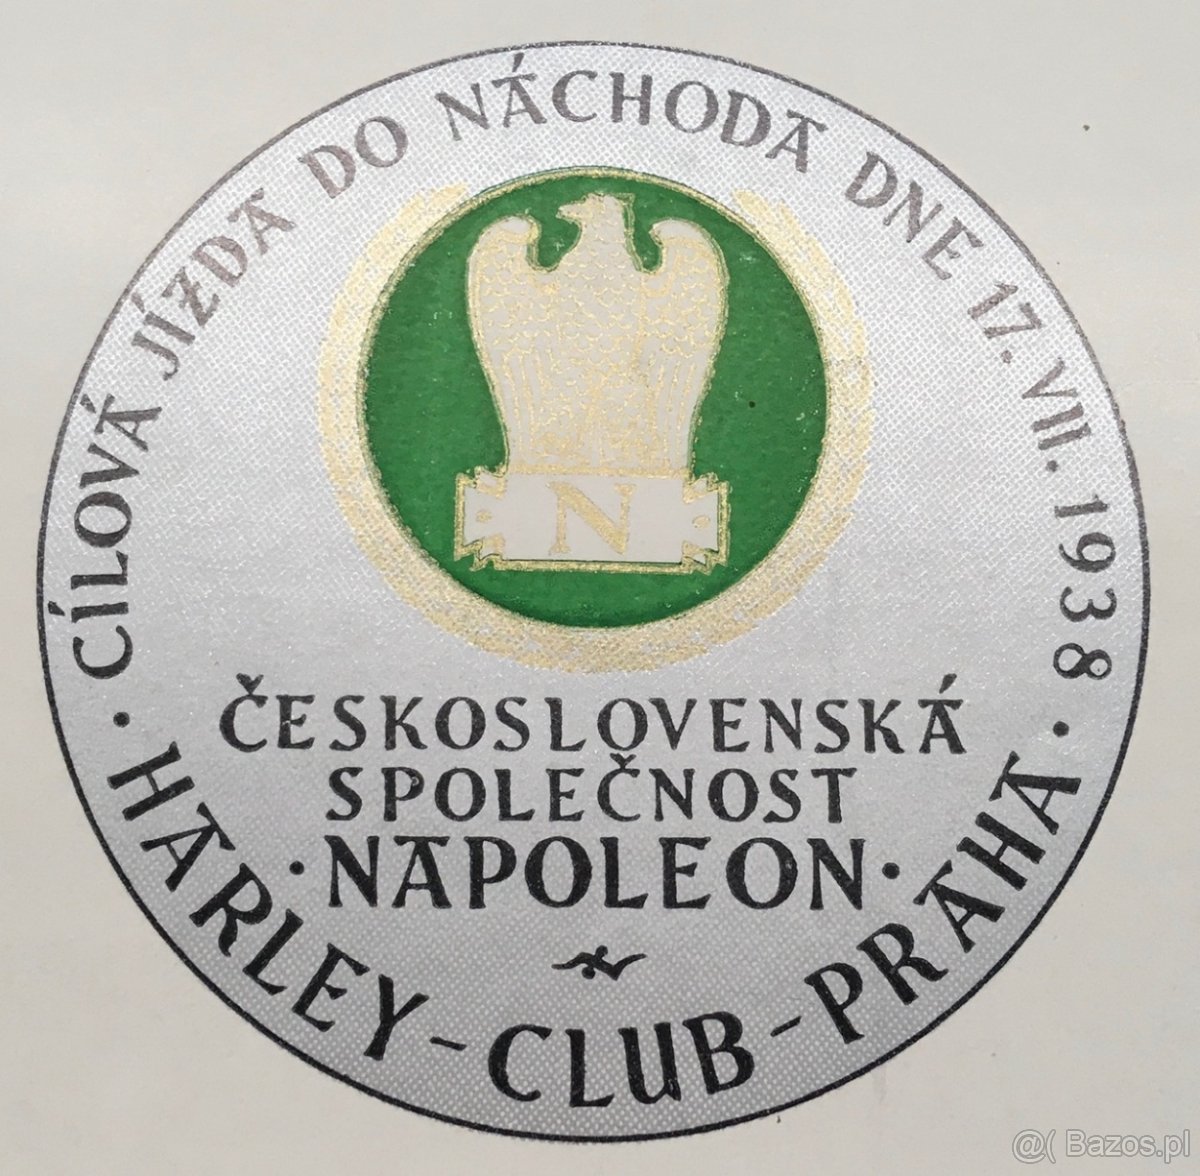 CÍLOVÁ JÍZDA DO NÁCHODA DNE 17. VII. 1938
N
ČESKOSLOVENSKÁ
SPOLEČNOST
· NAPOLEON ·
· HARLEY - CLUB - PRAHA ·
@( Bazos.pl